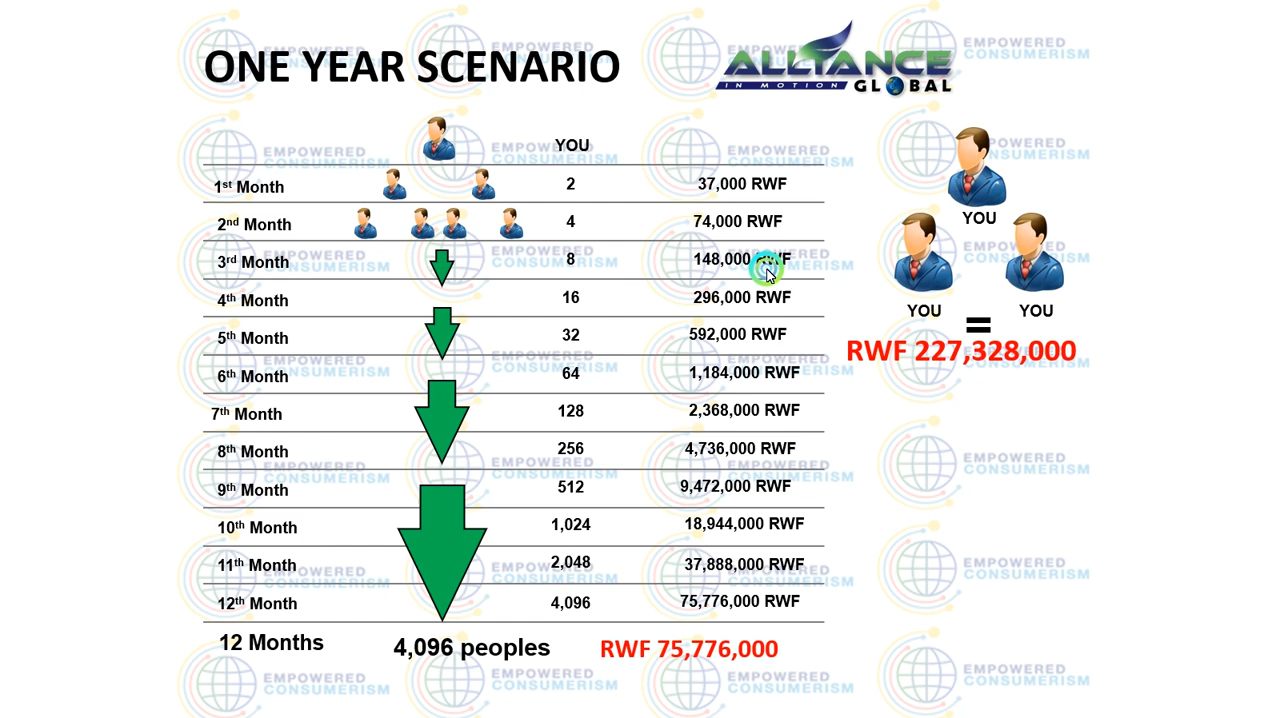 ONE YEAR SCENARIO
ALLIANCE
IN MOTION GLOBAL
YOU
1st Month 2 37,000 RWF
2nd Month 4 74,000 RWF
3rd Month 8 148,000 RWF
4th Month 16 296,000 RWF
5th Month 32 592,000 RWF
6th Month 64 1,184,000 RWF
7th Month 128 2,368,000 RWF
8th Month 256 4,736,000 RWF
9th Month 512 9,472,000 RWF
10th Month 1,024 18,944,000 RWF
11th Month 2,048 37,888,000 RWF
12th Month 4,096 75,776,000 RWF
12 Months 4,096 peoples RWF 75,776,000
YOU
YOU YOU
=
RWF 227,328,000
EMPOWERED
CONSUMERISM